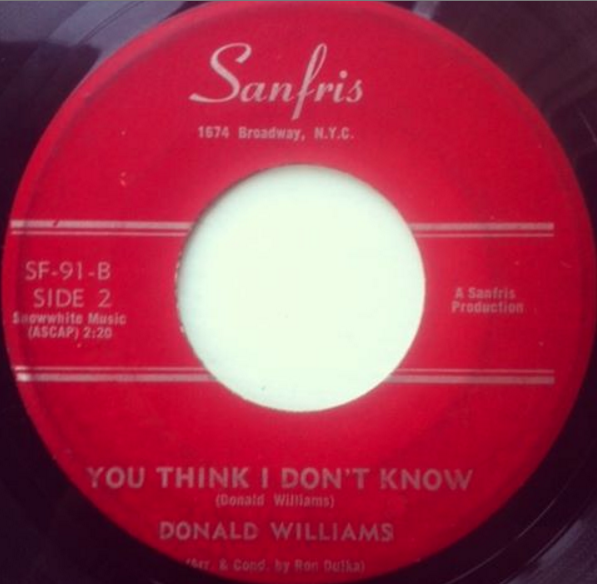 Sanfris
1674 Broadway, N.Y.C.
SF-91-B
SIDE 2
Snowwhite Music
(ASCAP) 2:20
A Sanfris
Production
YOU THINK I DON'T KNOW
(Donald Williams)
DONALD WILLIAMS
(Arr. & Cond. by Ron Dulka)